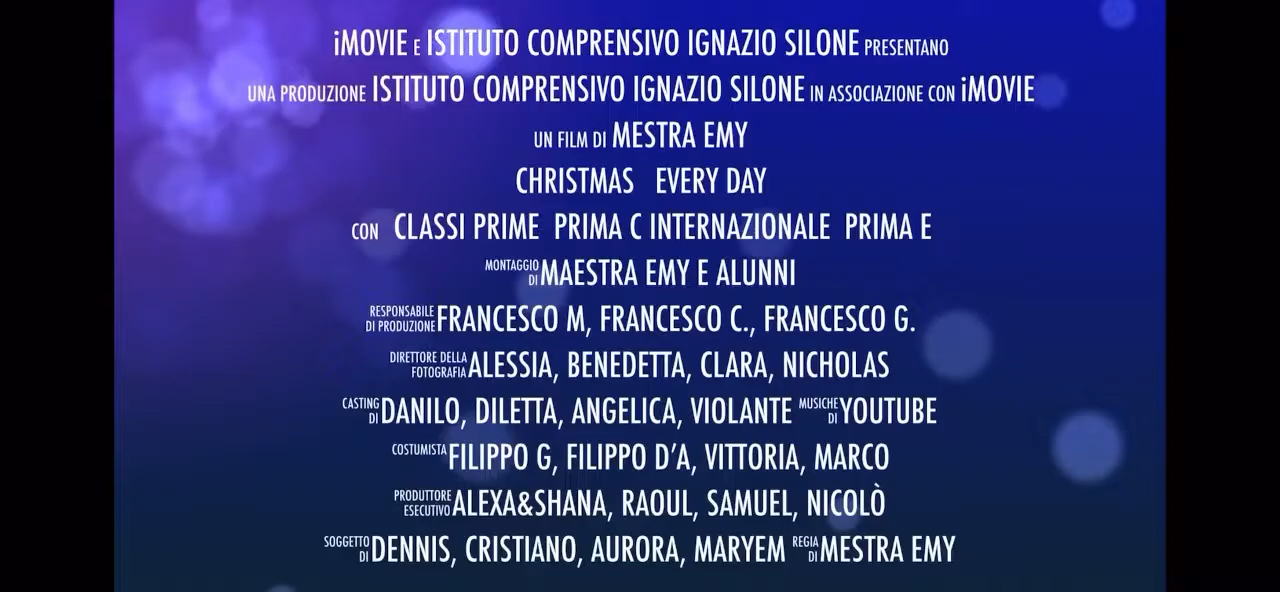 iMOVIE E ISTITUTO COMPRENSIVO IGNAZIO SILONE PRESENTANO
UNA PRODUZIONE ISTITUTO COMPRENSIVO IGNAZIO SILONE IN ASSOCIAZIONE CON iMOVIE
UN FILM DI MESTRA EMY
CHRISTMAS EVERY DAY
CON CLASSI PRIME PRIMA C INTERNAZIONALE PRIMA E
MONTAGGIO DI MAESTRA EMY E ALUNNI
RESPONSABILE DI PRODUZIONE FRANCESCO M, FRANCESCO C., FRANCESCO G.
DIRETTORE DELLA FOTOGRAFIA ALESSIA, BENEDETTA, CLARA, NICHOLAS
CASTING DI DANILO, DILETTA, ANGELICA, VIOLANTE MUSICHE DI YOUTUBE
COSTUMISTA FILIPPO G, FILIPPO D'A, VITTORIA, MARCO
PRODUTTORE ESECUTIVO ALEXA&SHANA, RAOUL, SAMUEL, NICOLÒ
SOGGETTO DI DENNIS, CRISTIANO, AURORA, MARYEM REGIA DI MESTRA EMY